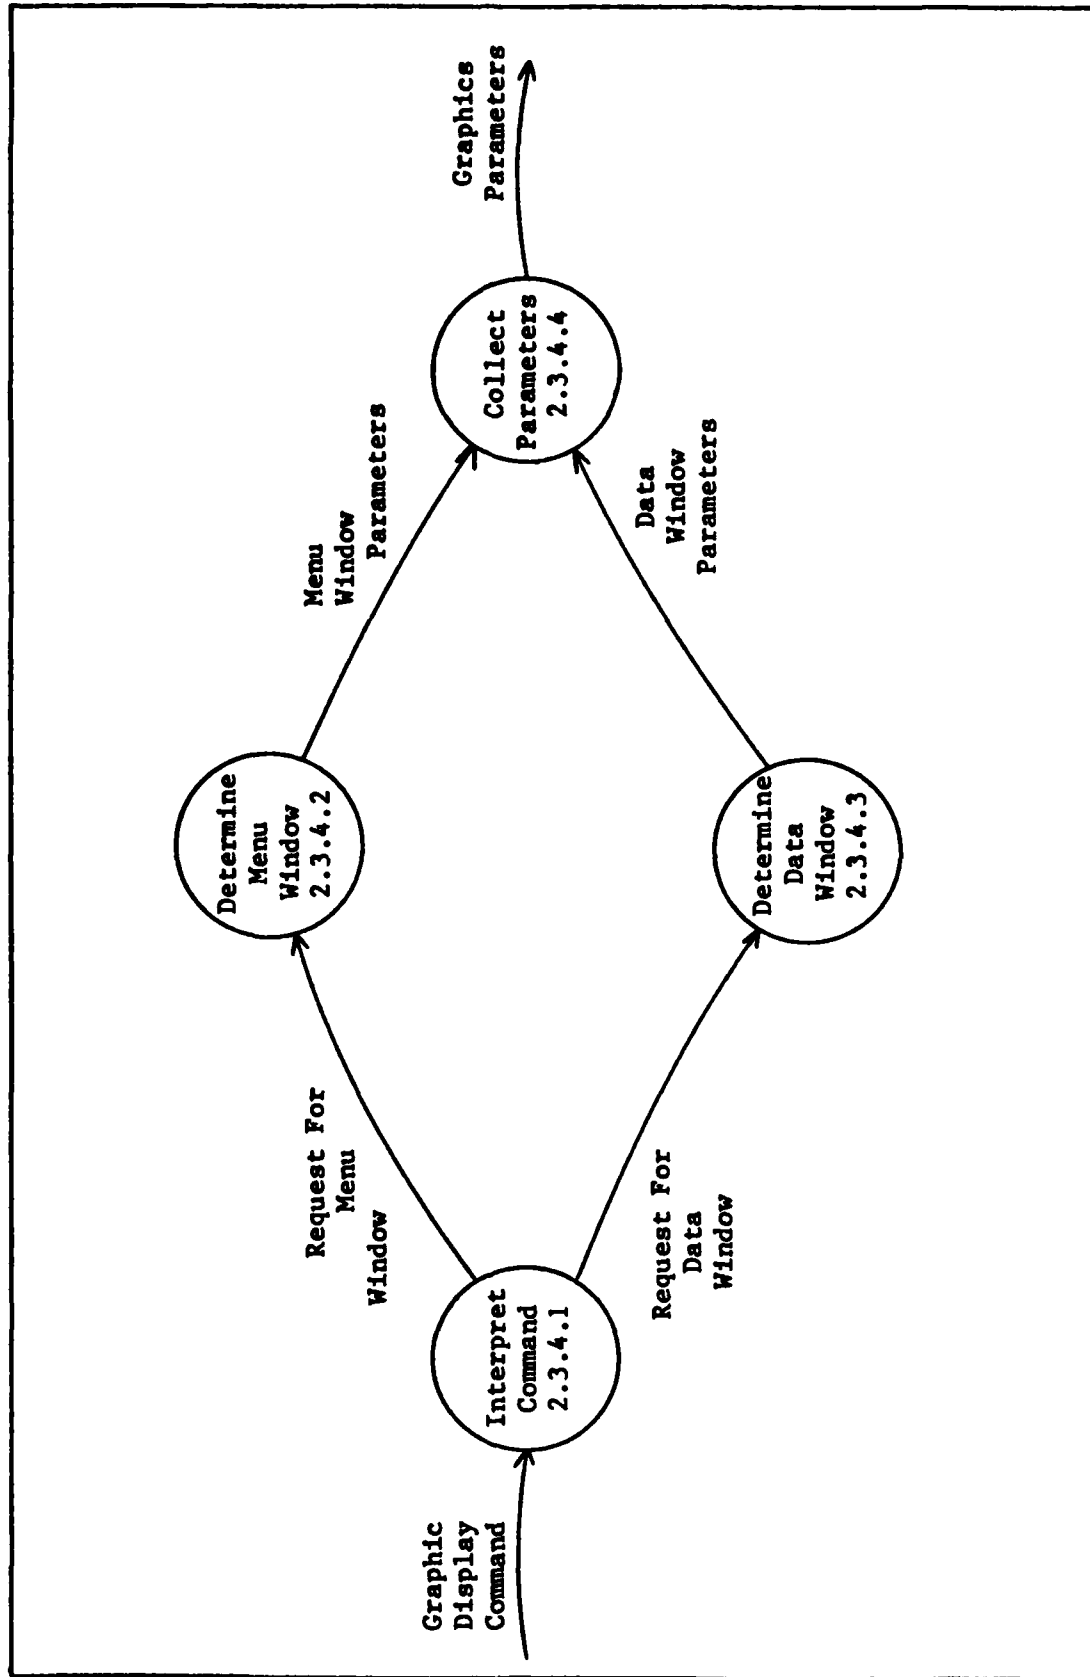 Graphic
Display
Command
Interpret
Command
2.3.4.1
Request For
Menu
Window
Request For
Data
Window
Determine
Menu
Window
2.3.4.2
Determine
Data
Window
2.3.4.3
Menu
Window
Parameters
Data
Window
Parameters
Collect
Parameters
2.3.4.4
Graphics
Parameters